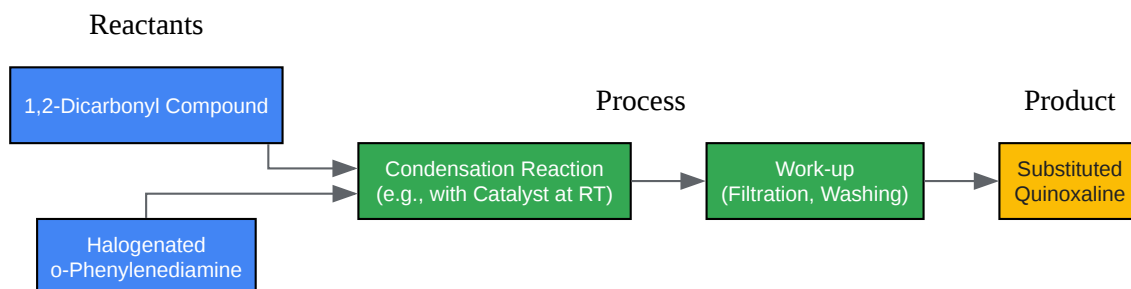 Reactants
1,2-Dicarbonyl Compound
Halogenated
o-Phenylenediamine
Process
Condensation Reaction
(e.g., with Catalyst at RT)
Work-up
(Filtration, Washing)
Product
Substituted
Quinoxaline